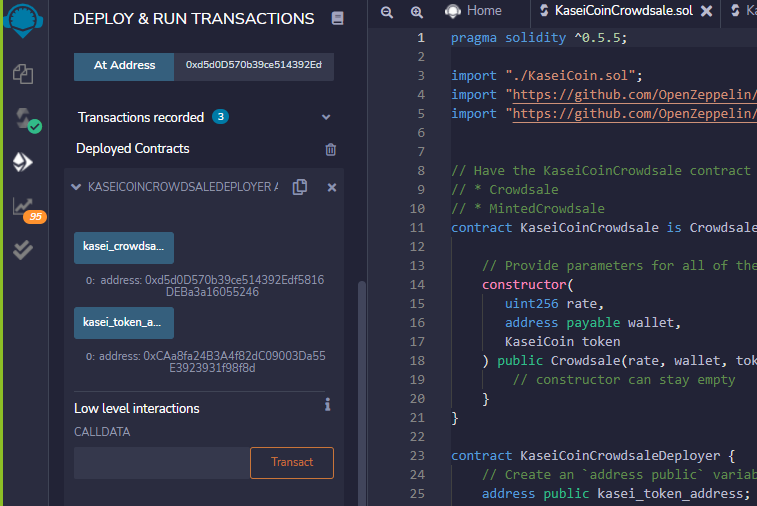 DEPLOY & RUN TRANSACTIONS
At Address
0xd5d0D570b39ce514392Ed
Transactions recorded
3
Deployed Contracts
KASEICOINCROWDSALEDEPLOYER A
kasei_crowdsa...
0: address: 0xd5d0D570b39ce514392Edf5816
DEBa3a16055246
kasei_token_a...
0: address: 0xCAa8fa24B3A4f82dC09003Da55
E3923931f98f8d
Low level interactions
i
CALLDATA
Transact
95
Home
KaseiCoinCrowdsale.sol
Ka
1 pragma solidity ^0.5.5;
2
3 import "./KaseiCoin.sol";
4 import "https://github.com/OpenZeppelin/
5 import "https://github.com/OpenZeppelin/
6
7
8 // Have the KaseiCoinCrowdsale contract
9 // * Crowdsale
10 // * MintedCrowdsale
11 contract KaseiCoinCrowdsale is Crowdsale
12
13 // Provide parameters for all of the
14 constructor(
15 uint256 rate,
16 address payable wallet,
17 KaseiCoin token
18 ) public Crowdsale(rate, wallet, tok
19 // constructor can stay empty
20 }
21 }
22
23 contract KaseiCoinCrowdsaleDeployer {
24 // Create an `address public` variab
25 address public kasei_token_address;